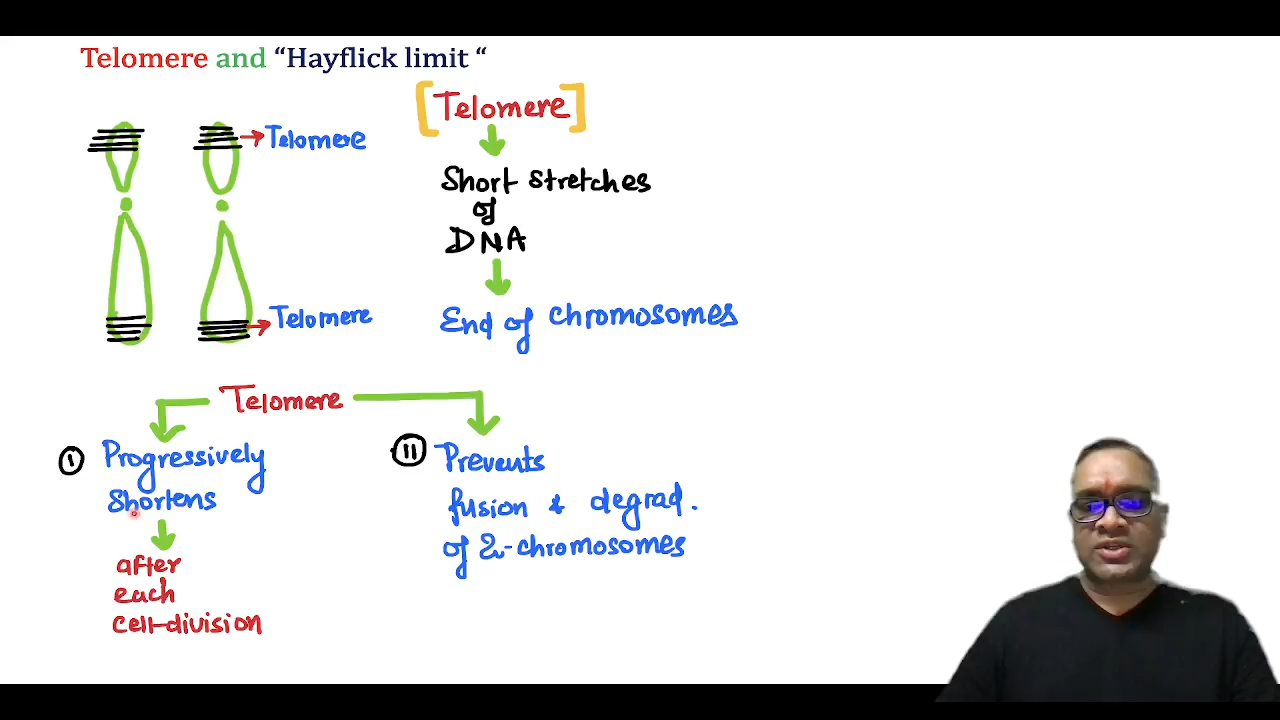 Telomere and “Hayflick limit “
[Telomere]
Telomere
Short stretches
of
DNA
Telomere
End of chromosomes
Telomere
I Progressively
shortens
after
each
cell-division
II Prevents
fusion & degrad.
of 2-chromosomes